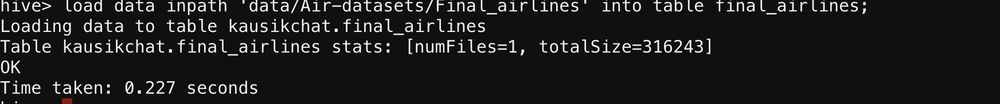 hive> load data inpath 'data/Air-datasets/Final_airlines' into table final_airlines;
Loading data to table kausikchat.final_airlines
Table kausikchat.final_airlines stats: [numFiles=1, totalSize=316243]
OK
Time taken: 0.227 seconds